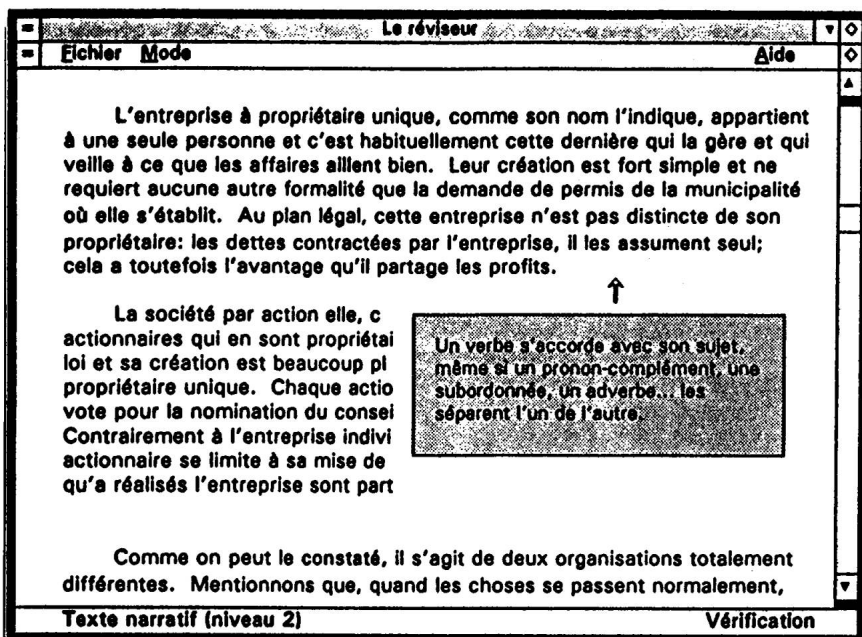 Le réviseur
Fichier Mode Aide
L'entreprise à propriétaire unique, comme son nom l'indique, appartient
à une seule personne et c'est habituellement cette dernière qui la gère et qui
veille à ce que les affaires aillent bien. Leur création est fort simple et ne
requiert aucune autre formalité que la demande de permis de la municipalité
où elle s'établit. Au plan légal, cette entreprise n'est pas distincte de son
propriétaire: les dettes contractées par l'entreprise, il les assument seul;
cela a toutefois l'avantage qu'il partage les profits.
La société par action elle, c
actionnaires qui en sont propriétai
loi et sa création est beaucoup pl
propriétaire unique. Chaque actio
vote pour la nomination du consei
Contrairement à l'entreprise indivi
actionnaire se limite à sa mise de
qu'a réalisés l'entreprise sont part
Un verbe s'accorde avec son sujet,
même si un pronon-complément, une
subordonnée, un adverbe... les
séparent l'un de l'autre.
Comme on peut le constaté, il s'agit de deux organisations totalement
différentes. Mentionnons que, quand les choses se passent normalement,
Texte narratif (niveau 2) Vérification